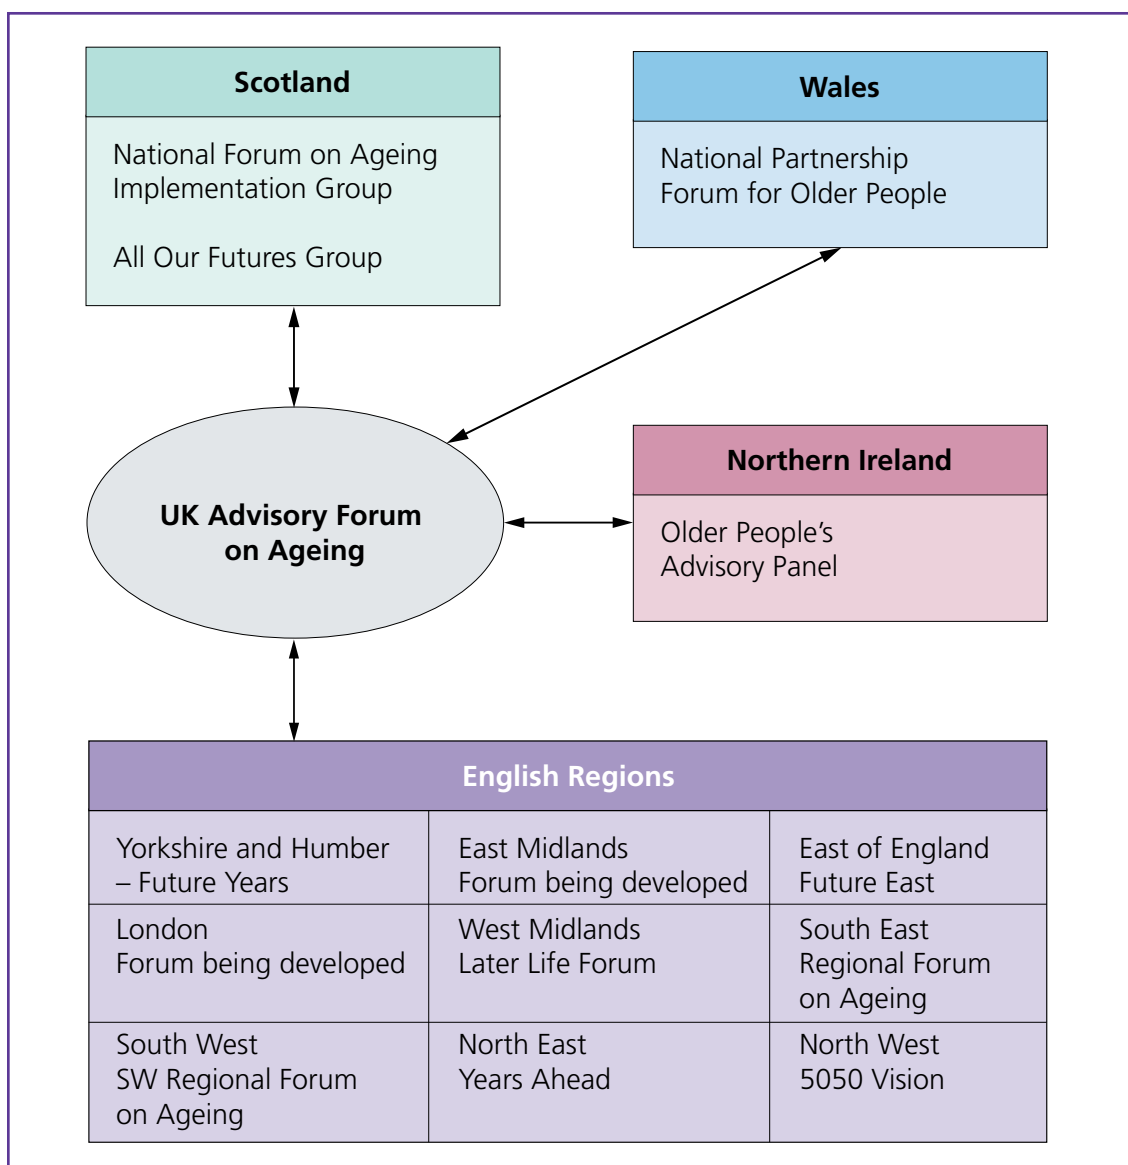 Scotland
National Forum on Ageing
Implementation Group
All Our Futures Group
Wales
National Partnership
Forum for Older People
UK Advisory Forum
on Ageing
Northern Ireland
Older People’s
Advisory Panel
English Regions
Yorkshire and Humber
– Future Years
East Midlands
Forum being developed
East of England
Future East
London
Forum being developed
West Midlands
Later Life Forum
South East
Regional Forum
on Ageing
South West
SW Regional Forum
on Ageing
North East
Years Ahead
North West
5050 Vision